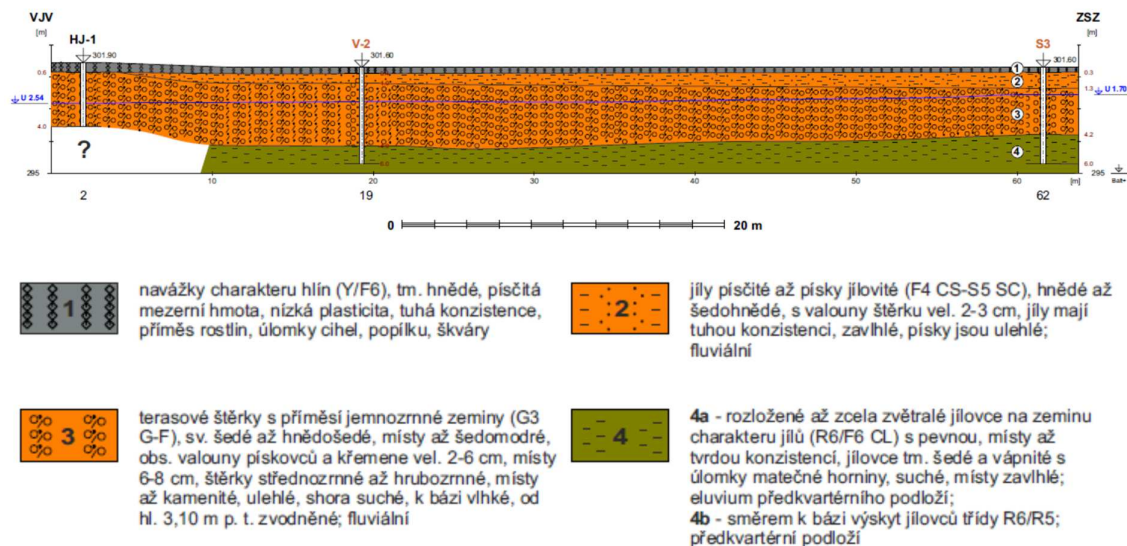 VJV
ZSZ
[m]
[m]
HJ-1
V-2
S3
301.90
301.60
301.60
1
0.6
0.3
2
1.3
U 2.54
U 1.70
3
4.0
4.2
4
?
6.0
295
295
10
20
30
40
50
60
[m]
Balt
2
19
62
0
20 m
1
navážky charakteru hlín (Y/F6), tm. hnědé, písčitá
mezerní hmota, nízká plasticita, tuhá konzistence,
příměs rostlin, úlomky cihel, popílku, škváry
2
jíly písčité až písky jílovité (F4 CS-S5 SC), hnědé až
šedohnědé, s valouny štěrku vel. 2-3 cm, jíly mají
tuhou konzistenci, zavlhlé, písky jsou ulehlé;
fluviální
3
terasové štěrky s příměsí jemnozrnné zeminy (G3
G-F), sv. šedé až hnědošedé, místy až šedomodré,
obs. valouny pískovců a křemene vel. 2-6 cm, místy
6-8 cm, štěrky střednozrnné až hrubozrnné, místy
až kamenité, ulehlé, shora suché, k bázi vlhké, od
hl. 3,10 m p. t. zvodněné; fluviální
4
4a - rozložené až zcela zvětralé jílovce na zeminu
charakteru jílů (R6/F6 CL) s pevnou, místy až
tvrdou konzistencí, jílovce tm. šedé a vápnité s
úlomky matečné horniny, suché, místy zavlhlé;
eluvium předkvartérního podloží;
4b - směrem k bázi výskyt jílovců třídy R6/R5;
předkvartérní podloží